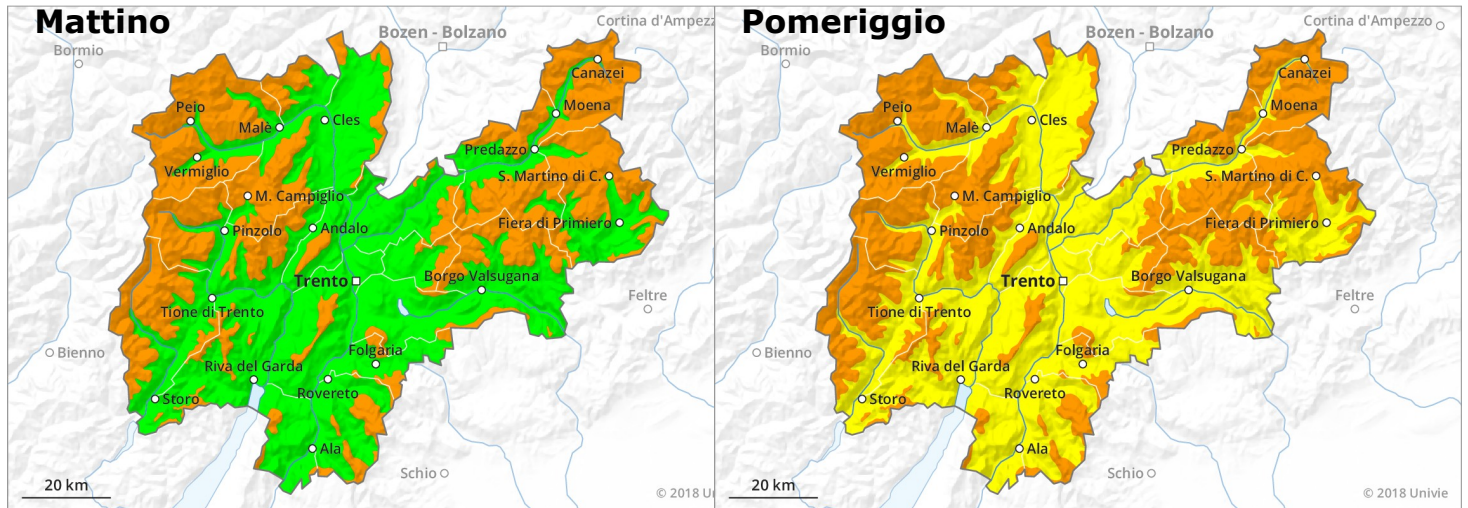 Mattino
Cortina d'Ampezz
Bozen - Bolzano
Bormio
Canazei
Peio
Moena
Malè
Cles
Predazzo
Vermiglio
S. Martino di C.
M. Campiglio
Fiera di Primiero
Pinzolo
Andalo
Borgo Valsugana
Trento
Feltre
Tione di Trento
Bienno
Folgaria
Riva del Garda
Rovereto
Storo
Ala
Schio
20 km
© 2018 Un
Pomeriggio
Cortina d'Ampezzo
Bozen - Bolzano
Bormio
Canazei
Peio
Moena
Malè
Cles
Predazzo
Vermiglio
S. Martino di C.
M. Campiglio
Fiera di Primiero
Pinzolo
Andalo
Borgo Valsugana
Trento
Feltre
Tione di Trento
Bienno
Folgaria
Riva del Garda
Rovereto
Storo
Ala
Schio
20 km
© 2018 Univie